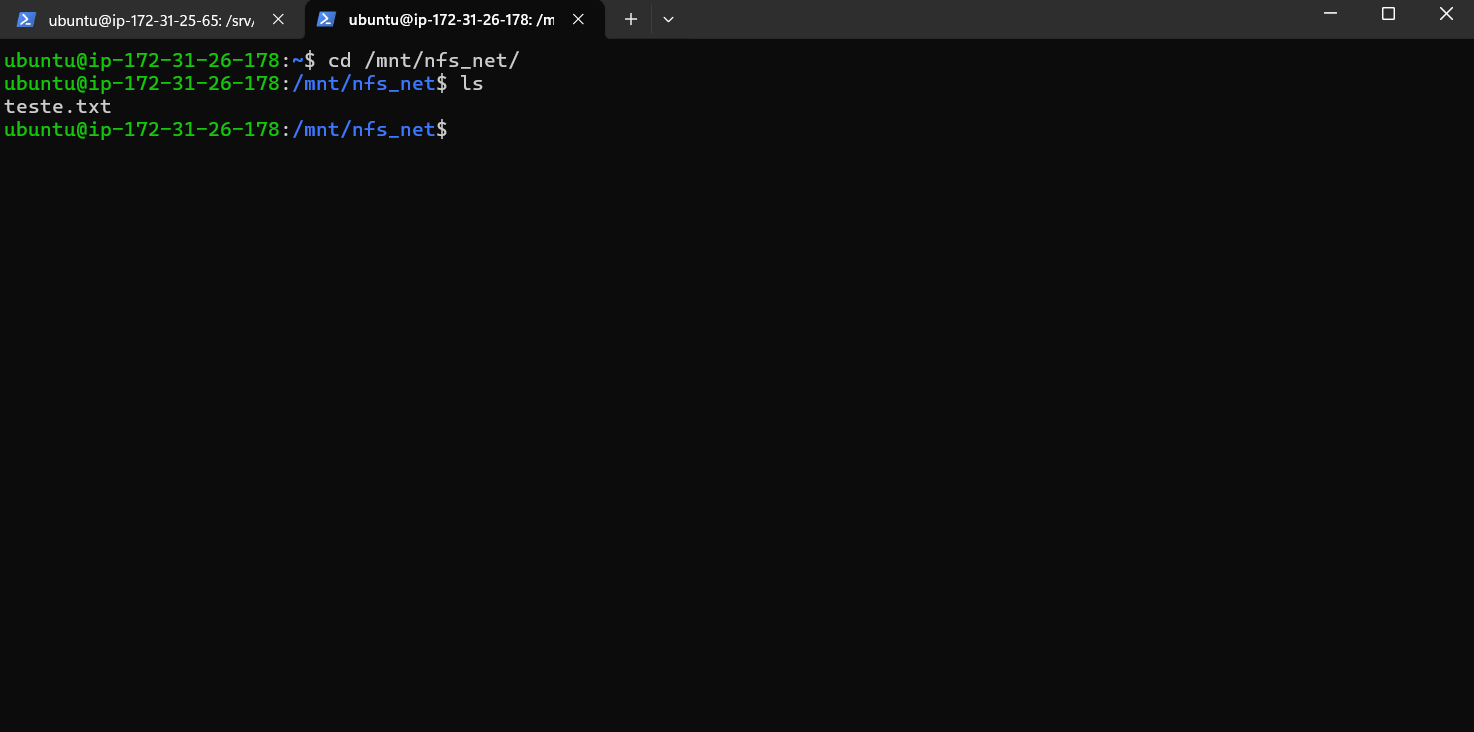 ubuntu@ip-172-31-25-65: /srv/
ubuntu@ip-172-31-26-178: /m
ubuntu@ip-172-31-26-178:~$ cd /mnt/nfs_net/
ubuntu@ip-172-31-26-178:/mnt/nfs_net$ ls
teste.txt
ubuntu@ip-172-31-26-178:/mnt/nfs_net$